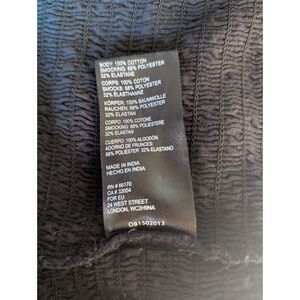 BODY: 100% COTTON
SMOCKING: 68% POLYESTER
32% ELASTANE
CORPS: 100% COTON
SMOCKS: 68% POLYESTER
32% ÉLASTHANNE
KÖRPER: 100% BAUMWOLLE
RAUCHEN: 68% POLYESTER
32% ELASTAN
CORPO: 100% COTONE
SMOCKING: 68% POLIESTERE
32% ELASTAN
CUERPO: 100% ALGODON
ADORNO DE FRUNCES:
68% POLIESTER 32% ELASTANO
MADE IN INDIA
HECHO EN INDIA
RN # 66170
CA # 32054
FOR EU
24 WEST STREET
LONDON, WC2H9NA
OB1502013